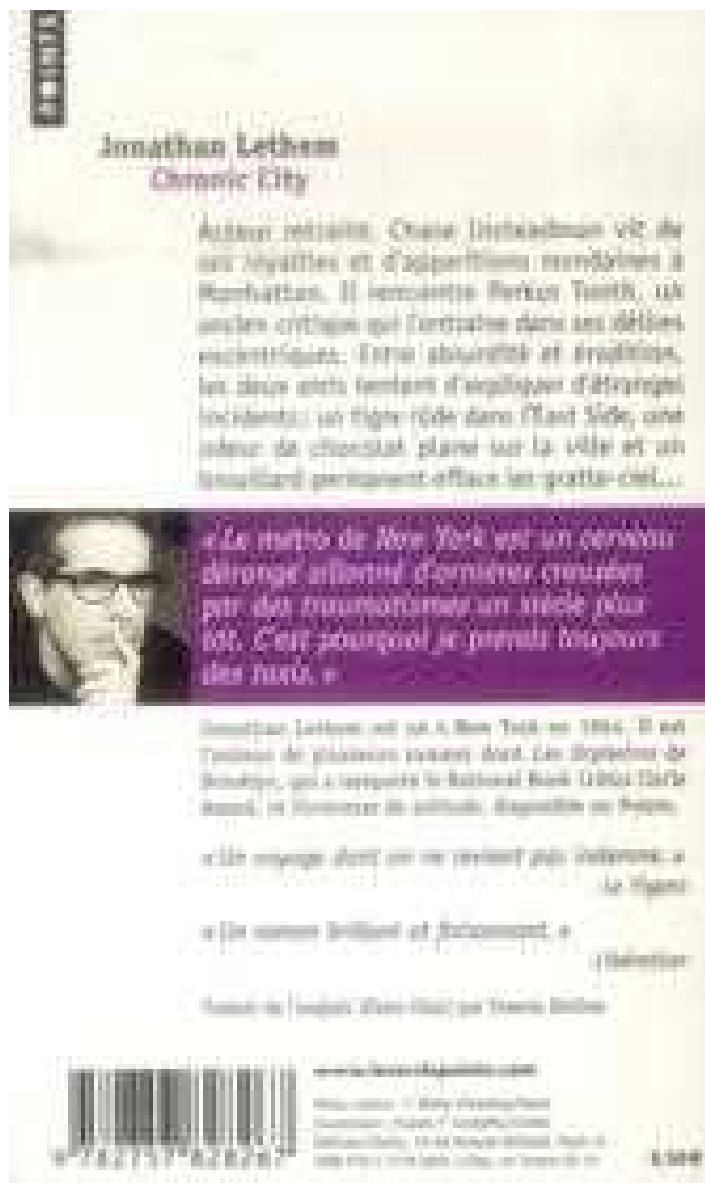 Jonathan Lethem
Chronic City
Acteur retraité, Chase Insteadman vit de
ses royalties et d'apparitions mondaines à
Manhattan. Il rencontre Perkus Tooth, un
ancien critique qui l'entraîne dans ses délires
excentriques. Entre absurdité et érudition,
les deux amis tentent d'expliquer d'étranges
incidents : un tigre rôde dans l'East Side, une
odeur de chocolat plane sur la ville et un
brouillard permanent efface les gratte-ciel...
« Le métro de New York est un cerveau
dérangé sillonné d'ornières creusées
par des traumatismes un siècle plus
tôt. C'est pourquoi je prends toujours
des taxis. »
Jonathan Lethem est né à New York en 1964. Il est
l'auteur de plusieurs romans dont Les Orphelins de
Brooklyn, qui a remporté le National Book Critics Circle
Award, et Forteresse de solitude, disponible en Points.
« Un voyage dont on ne revient pas indemne. »
Le Figaro
« Un roman brillant et foisonnant. »
Libération
Traduit de l'anglais (États-Unis) par
www.lecerclepoints.com
9 782757 828267